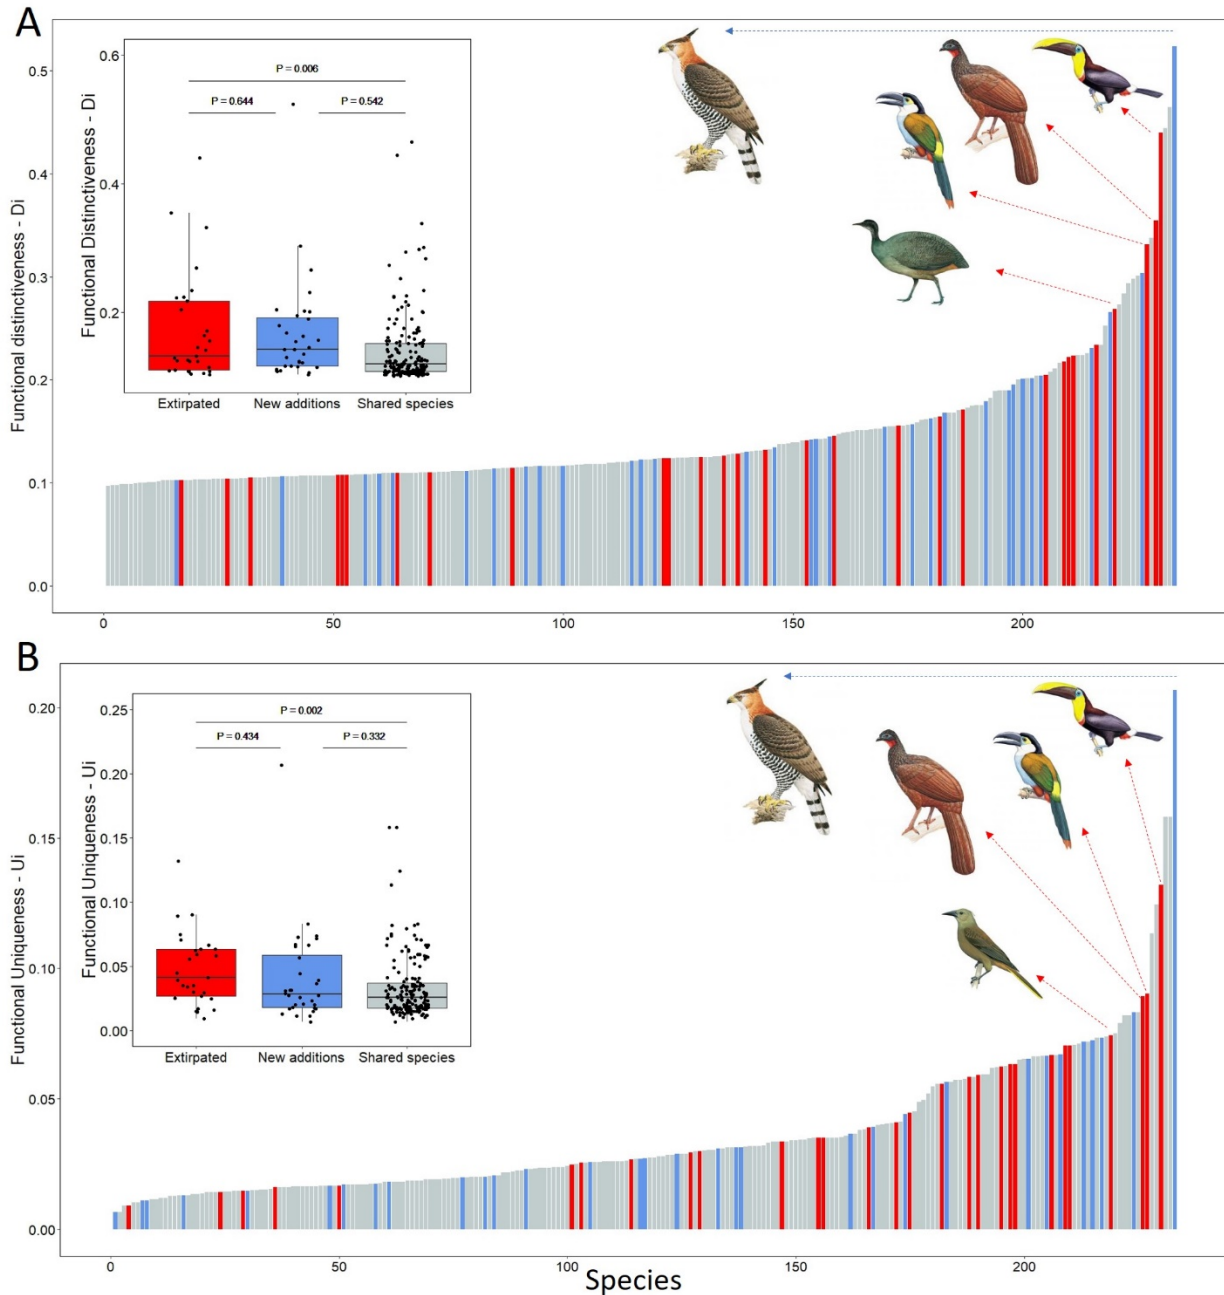 A
Functional distinctiveness - Di
0.5
0.4
0.3
0.2
0.1
0.0
0
50
100
150
200
Functional Distinctiveness - Di
0.6
0.4
0.2
P = 0.006
P = 0.644
P = 0.542
Extirpated
New additions
Shared species
B
Functional Uniqueness - Ui
0.20
0.15
0.10
0.05
0.00
0
50
100
150
200
Functional Uniqueness - Ui
0.25
0.20
0.15
0.10
0.05
0.00
P = 0.002
P = 0.434
P = 0.332
Extirpated
New additions
Shared species
Species